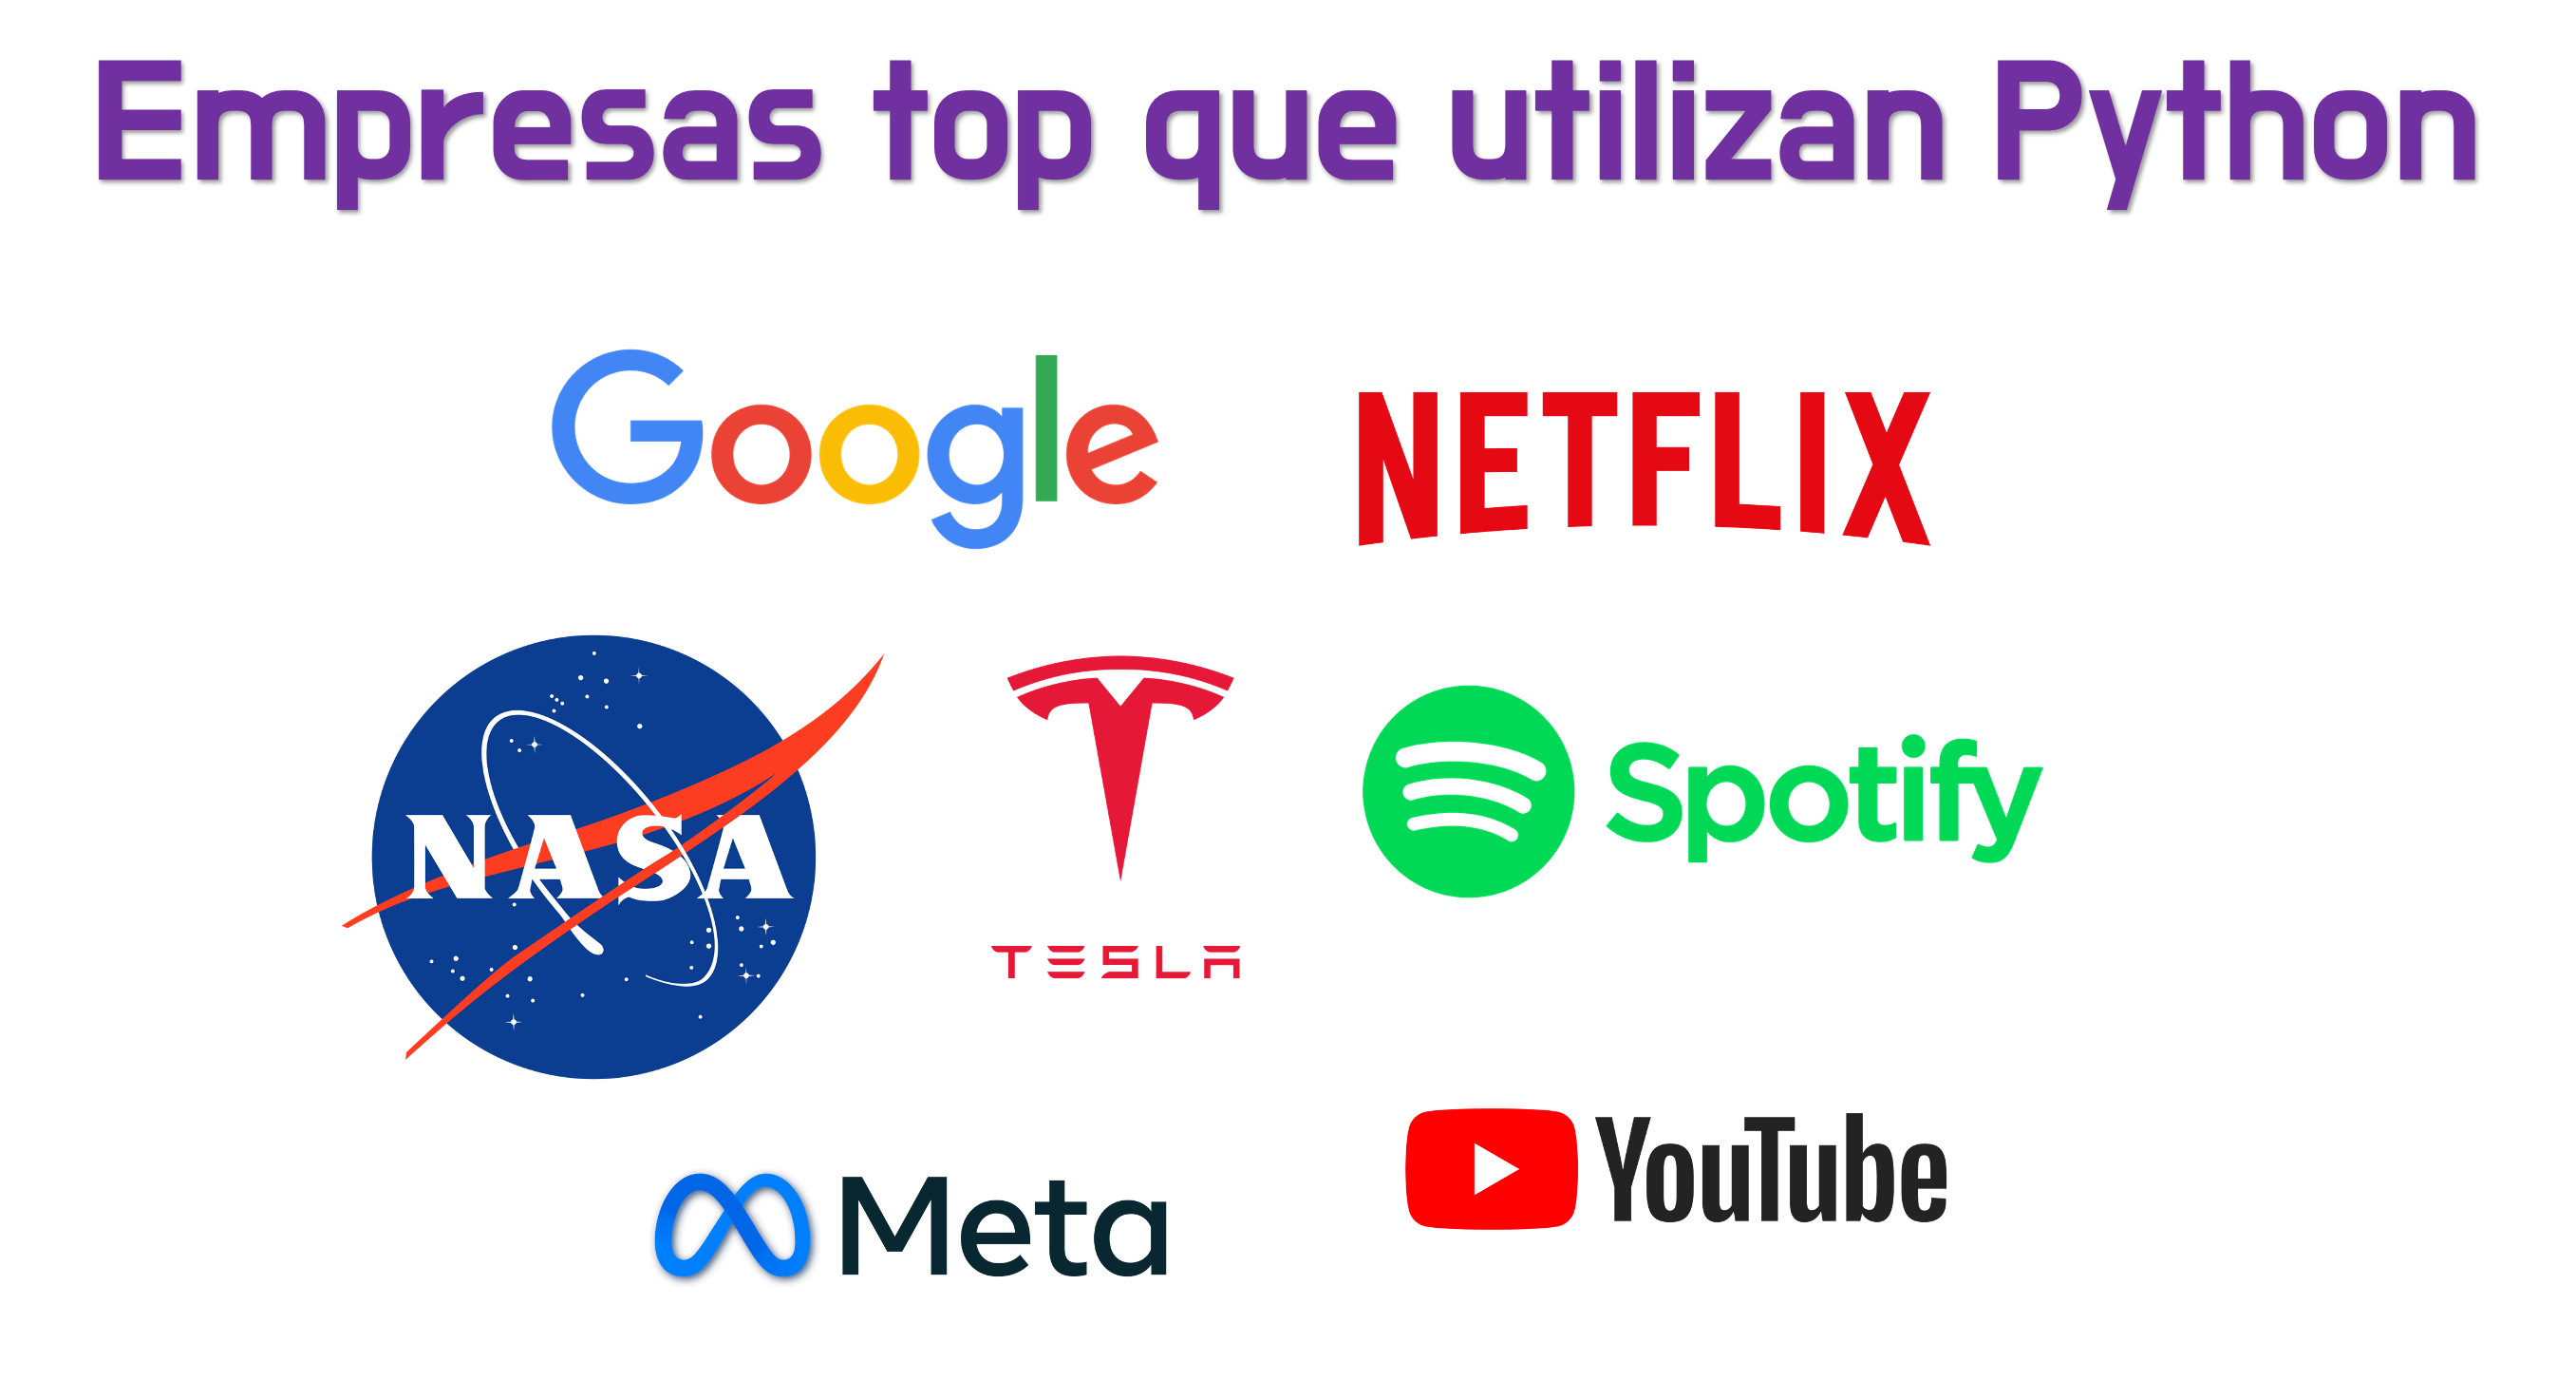 Empresas top que utilizan Python
Google
NETFLIX
NASA
TESLA
Spotify
Meta
YouTube